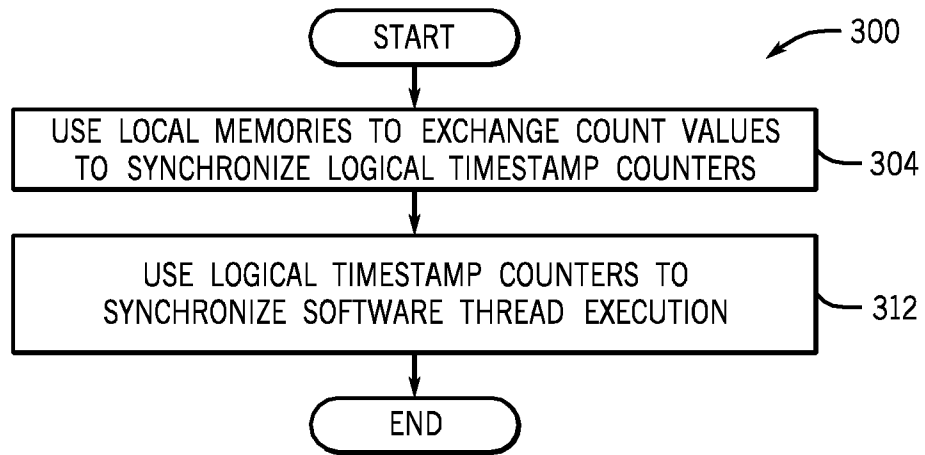 START
300
USE LOCAL MEMORIES TO EXCHANGE COUNT VALUES
TO SYNCHRONIZE LOGICAL TIMESTAMP COUNTERS
304
USE LOGICAL TIMESTAMP COUNTERS TO
SYNCHRONIZE SOFTWARE THREAD EXECUTION
312
END